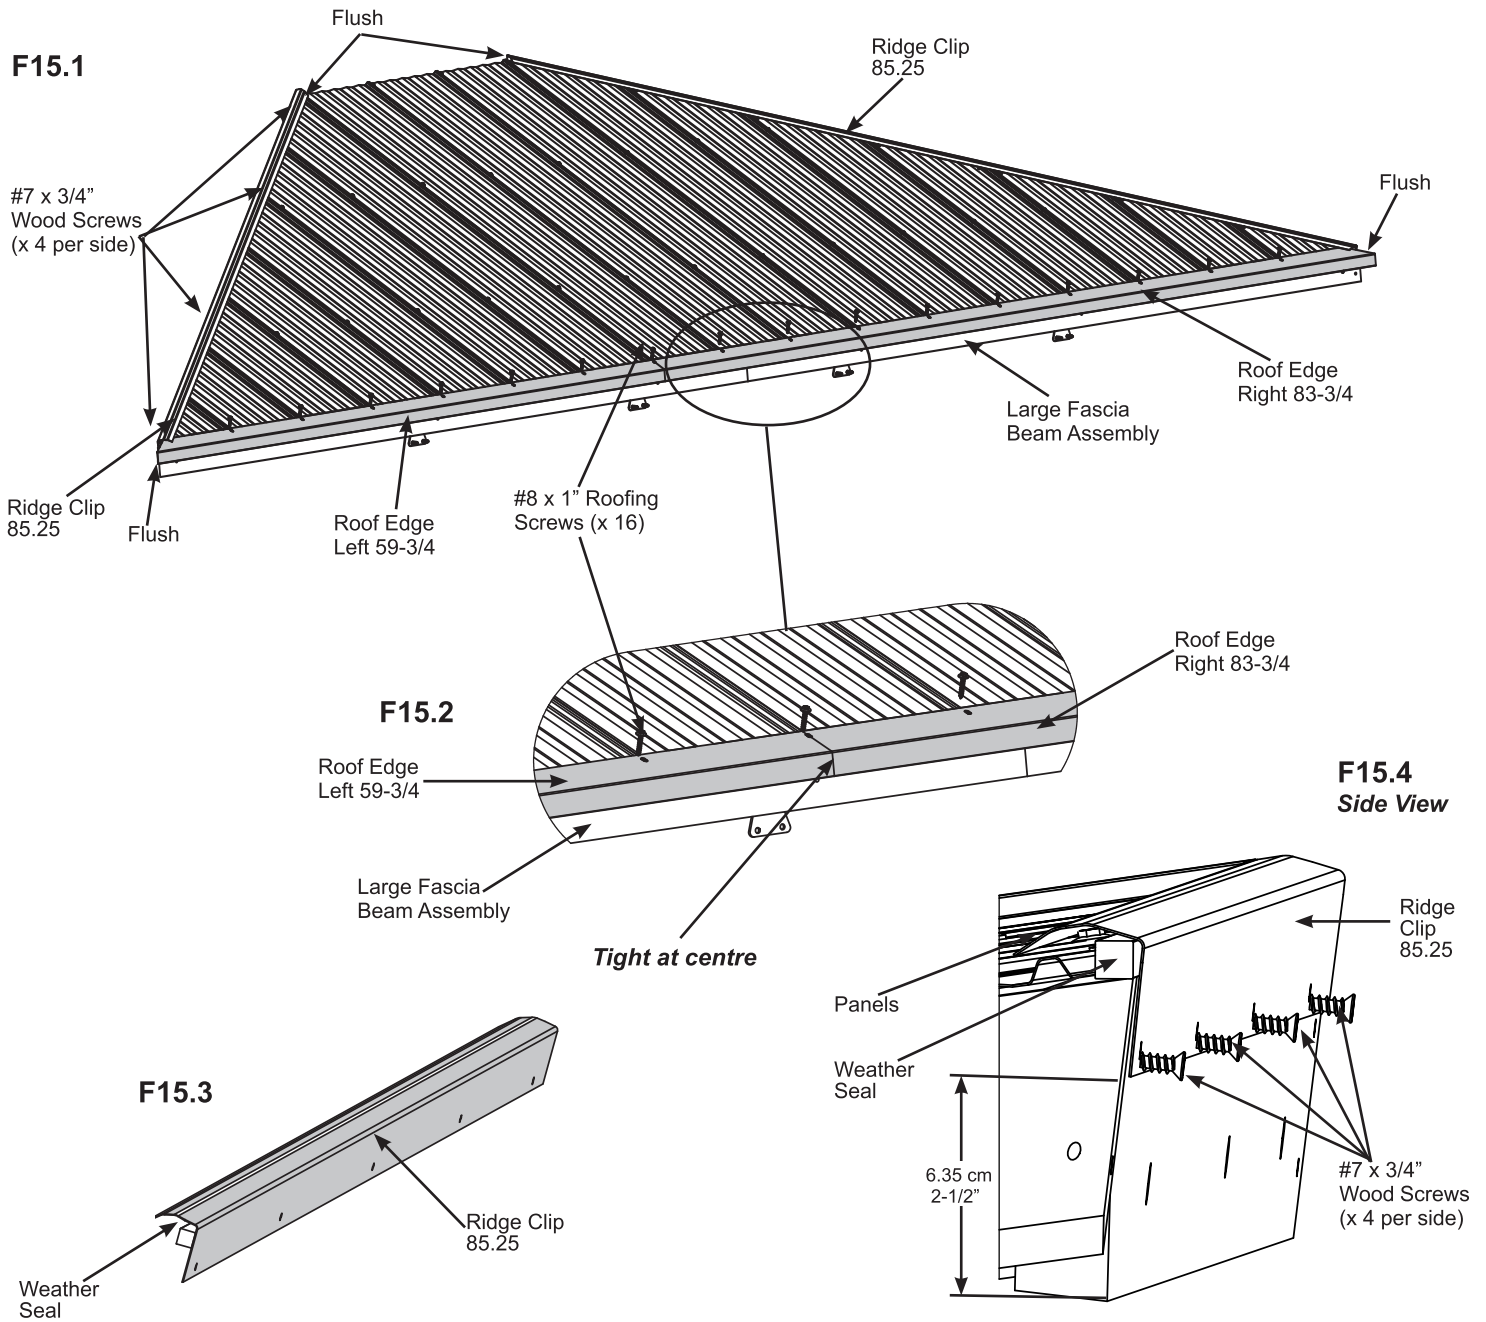 Flush
F15.1
Ridge Clip
85.25
#7 x 3/4”
Wood Screws
(x 4 per side)
Flush
Roof Edge
Right 83-3/4
Large Fascia
Beam Assembly
Ridge Clip
85.25
Flush
Roof Edge
Left 59-3/4
#8 x 1” Roofing
Screws (x 16)
F15.2
Roof Edge
Right 83-3/4
Roof Edge
Left 59-3/4
Large Fascia
Beam Assembly
Tight at centre
F15.4
Side View
Ridge
Clip
85.25
Panels
Weather
Seal
6.35 cm
2-1/2”
#7 x 3/4”
Wood Screws
(x 4 per side)
F15.3
Ridge Clip
85.25
Weather
Seal